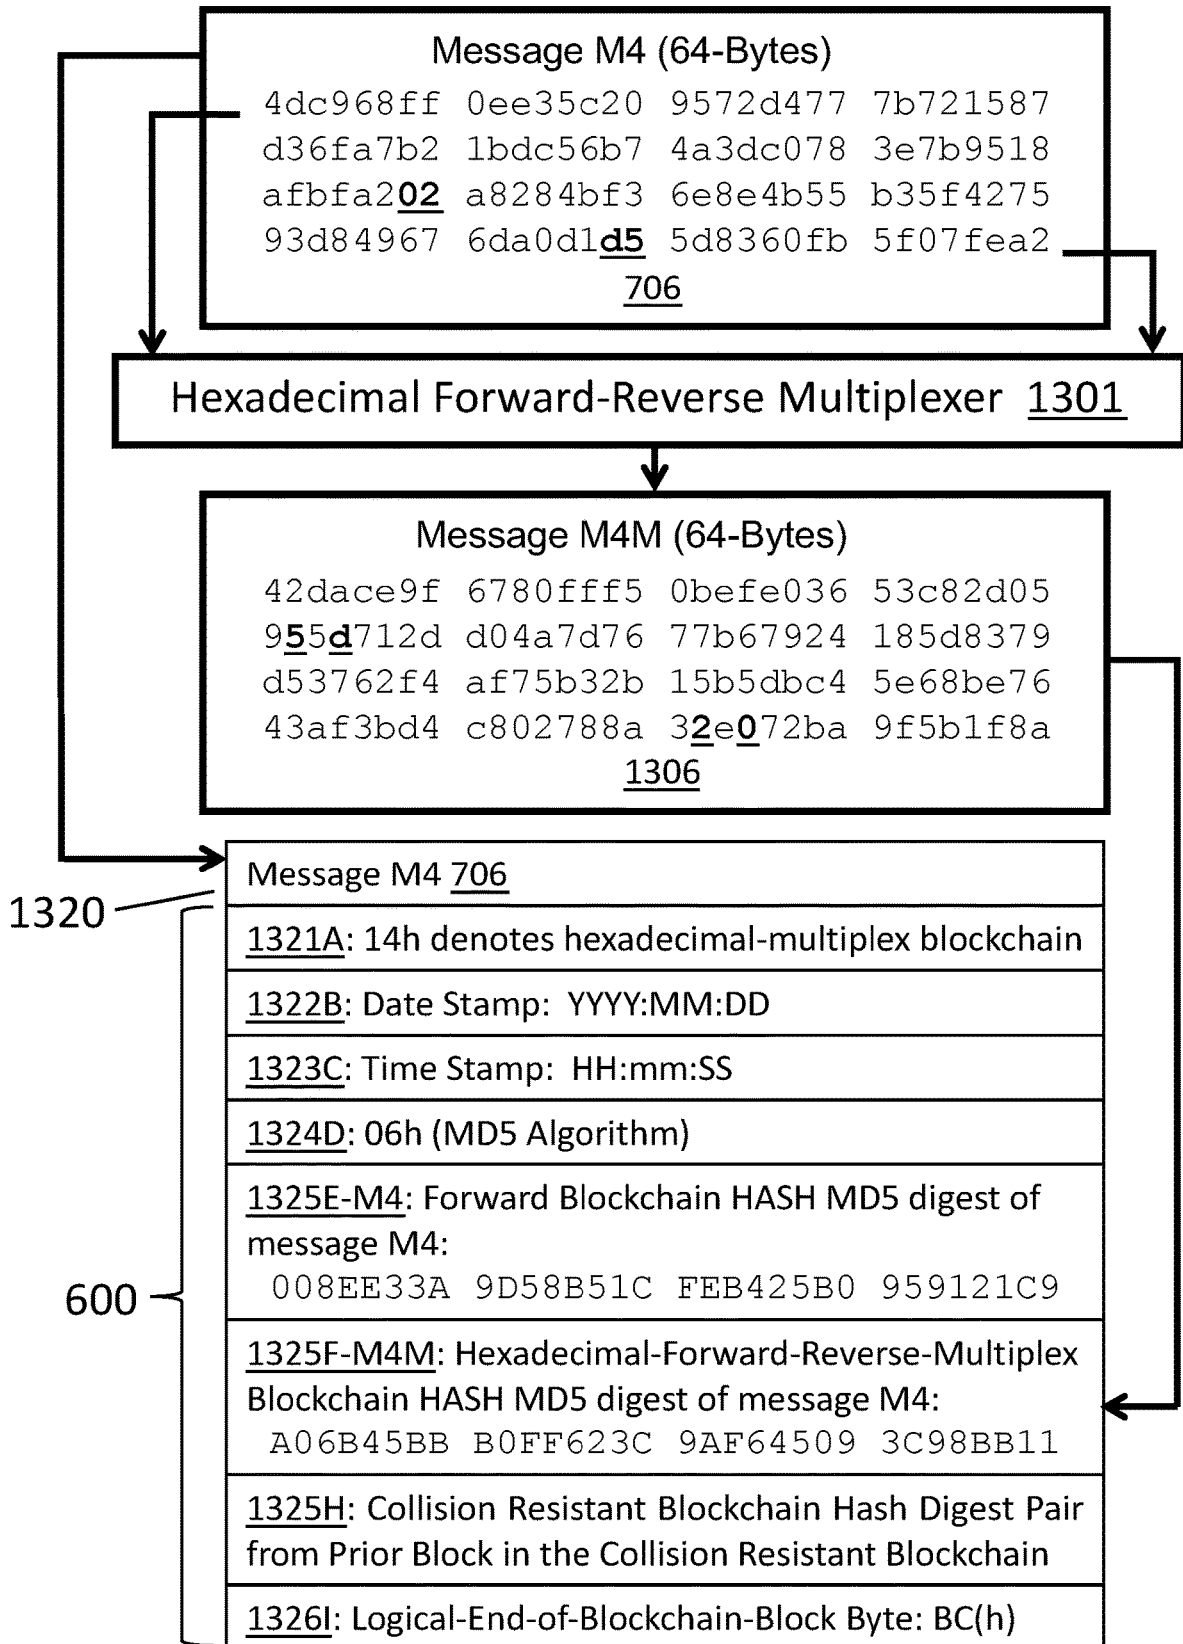 Message M4 (64-Bytes)
4dc968ff 0ee35c20 9572d477 7b721587
d36fa7b2 1bdc56b7 4a3dc078 3e7b9518
afbfa202 a8284bf3 6e8e4b55 b35f4275
93d84967 6da0d1d5 5d8360fb 5f07fea2
706
Hexadecimal Forward-Reverse Multiplexer 1301
Message M4M (64-Bytes)
42dace9f 6780fff5 0befe036 53c82d05
955d712d d04a7d76 77b67924 185d8379
d53762f4 af75b32b 15b5dbc4 5e68be76
43af3bd4 c802788a 32e072ba 9f5b1f8a
1306
Message M4 706
1320
1321A: 14h denotes hexadecimal-multiplex blockchain
1322B: Date Stamp: YYYY:MM:DD
1323C: Time Stamp: HH:mm:SS
1324D: 06h (MD5 Algorithm)
1325E-M4: Forward Blockchain HASH MD5 digest of
message M4:
008EE33A 9D58B51C FEB425B0 959121C9
600
1325F-M4M: Hexadecimal-Forward-Reverse-Multiplex
Blockchain HASH MD5 digest of message M4:
A06B45BB B0FF623C 9AF64509 3C98BB11
1325H: Collision Resistant Blockchain Hash Digest Pair
from Prior Block in the Collision Resistant Blockchain
1326I: Logical-End-of-Blockchain-Block Byte: BC(h)